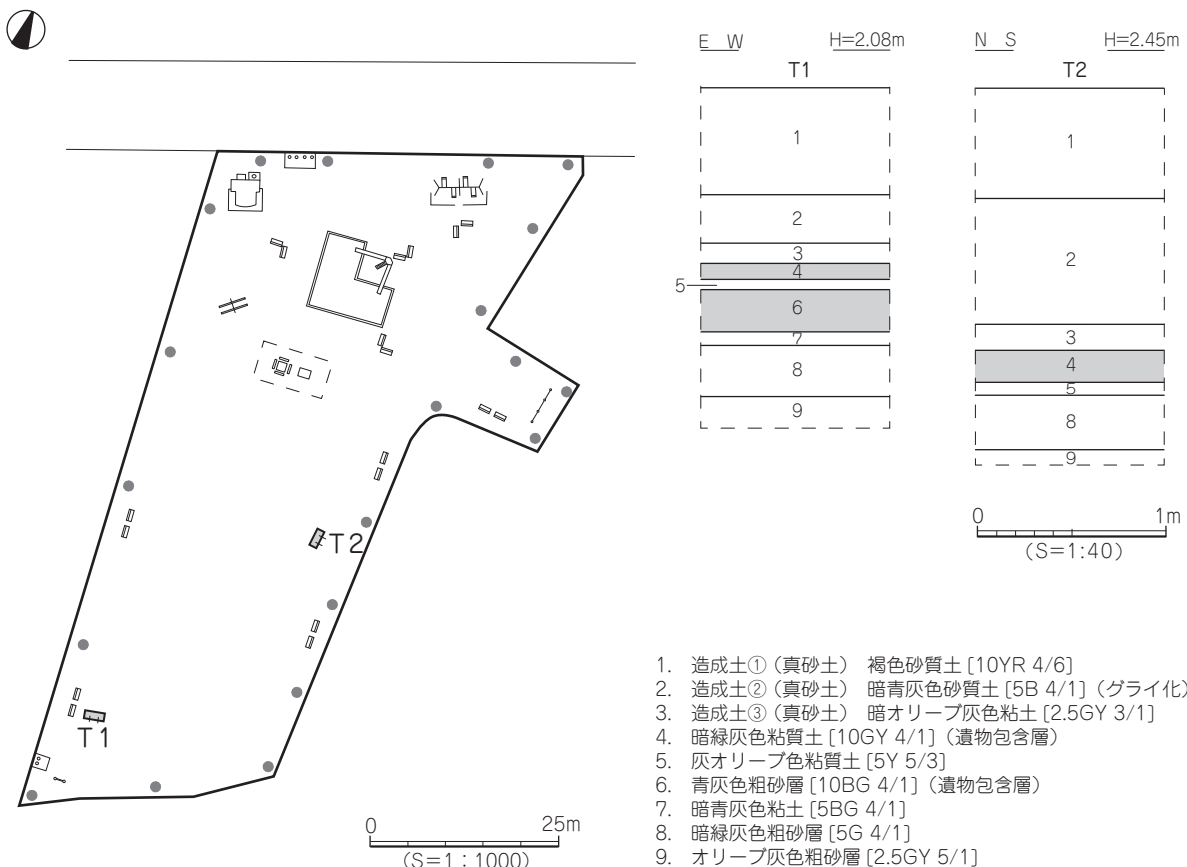 E W H=2.08m
T1
1
2
3
4
5
6
7
8
9
N S H=2.45m
T2
1
2
3
4
5
8
9
0 1m
(S=1:40)
T2
T1
0 25m
(S=1:1000)
1. 造成土①（真砂土） 褐色砂質土 [10YR 4/6]
2. 造成土②（真砂土） 暗青灰色砂質土 [5B 4/1]（グライ化）
3. 造成土③（真砂土） 暗オリーブ灰色粘土 [2.5GY 3/1]
4. 暗緑灰色粘質土 [10GY 4/1]（遺物包含層）
5. 灰オリーブ色粘質土 [5Y 5/3]
6. 青灰色粗砂層 [10BG 4/1]（遺物包含層）
7. 暗青灰色粘土 [5BG 4/1]
8. 暗緑灰色粗砂層 [5G 4/1]
9. オリーブ灰色粗砂層 [2.5GY 5/1]